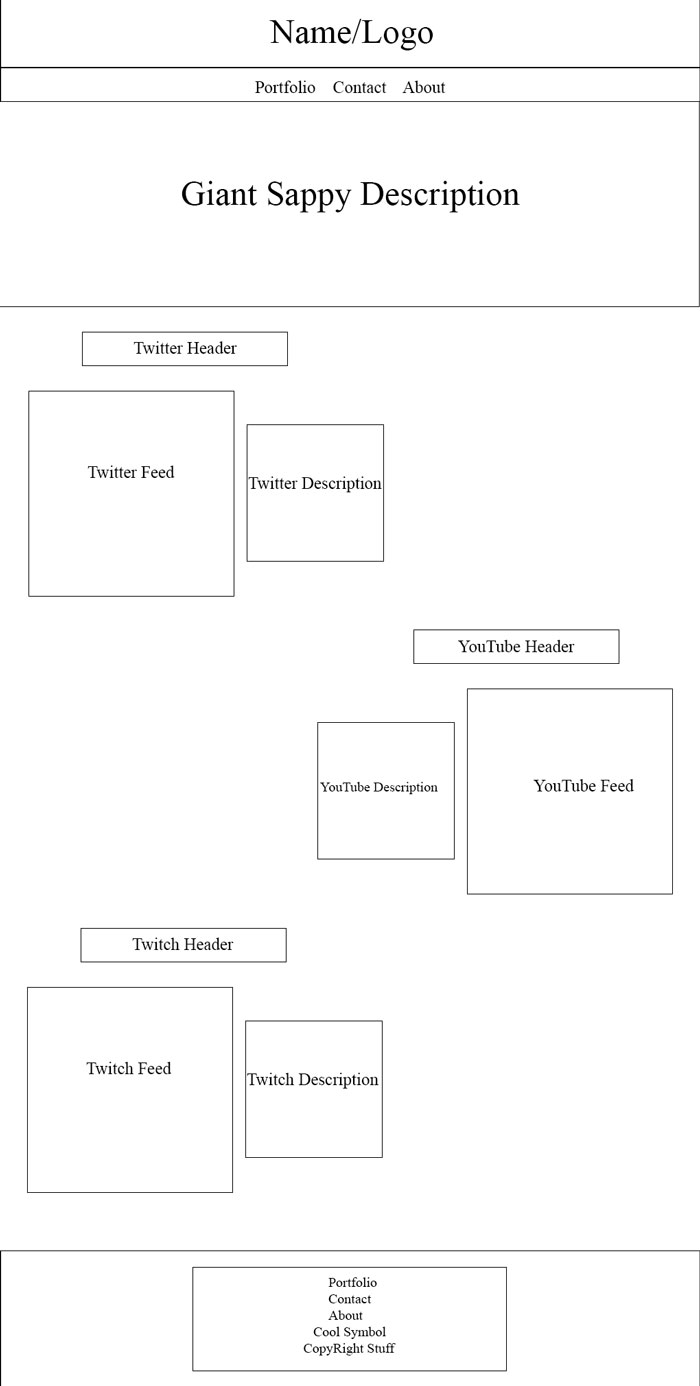 Name/Logo
Portfolio Contact About
Giant Sappy Description
Twitter Header
Twitter Feed
Twitter Description
YouTube Header
YouTube Description
YouTube Feed
Twitch Header
Twitch Feed
Twitch Description
Portfolio
Contact
About
Cool Symbol
CopyRight Stuff